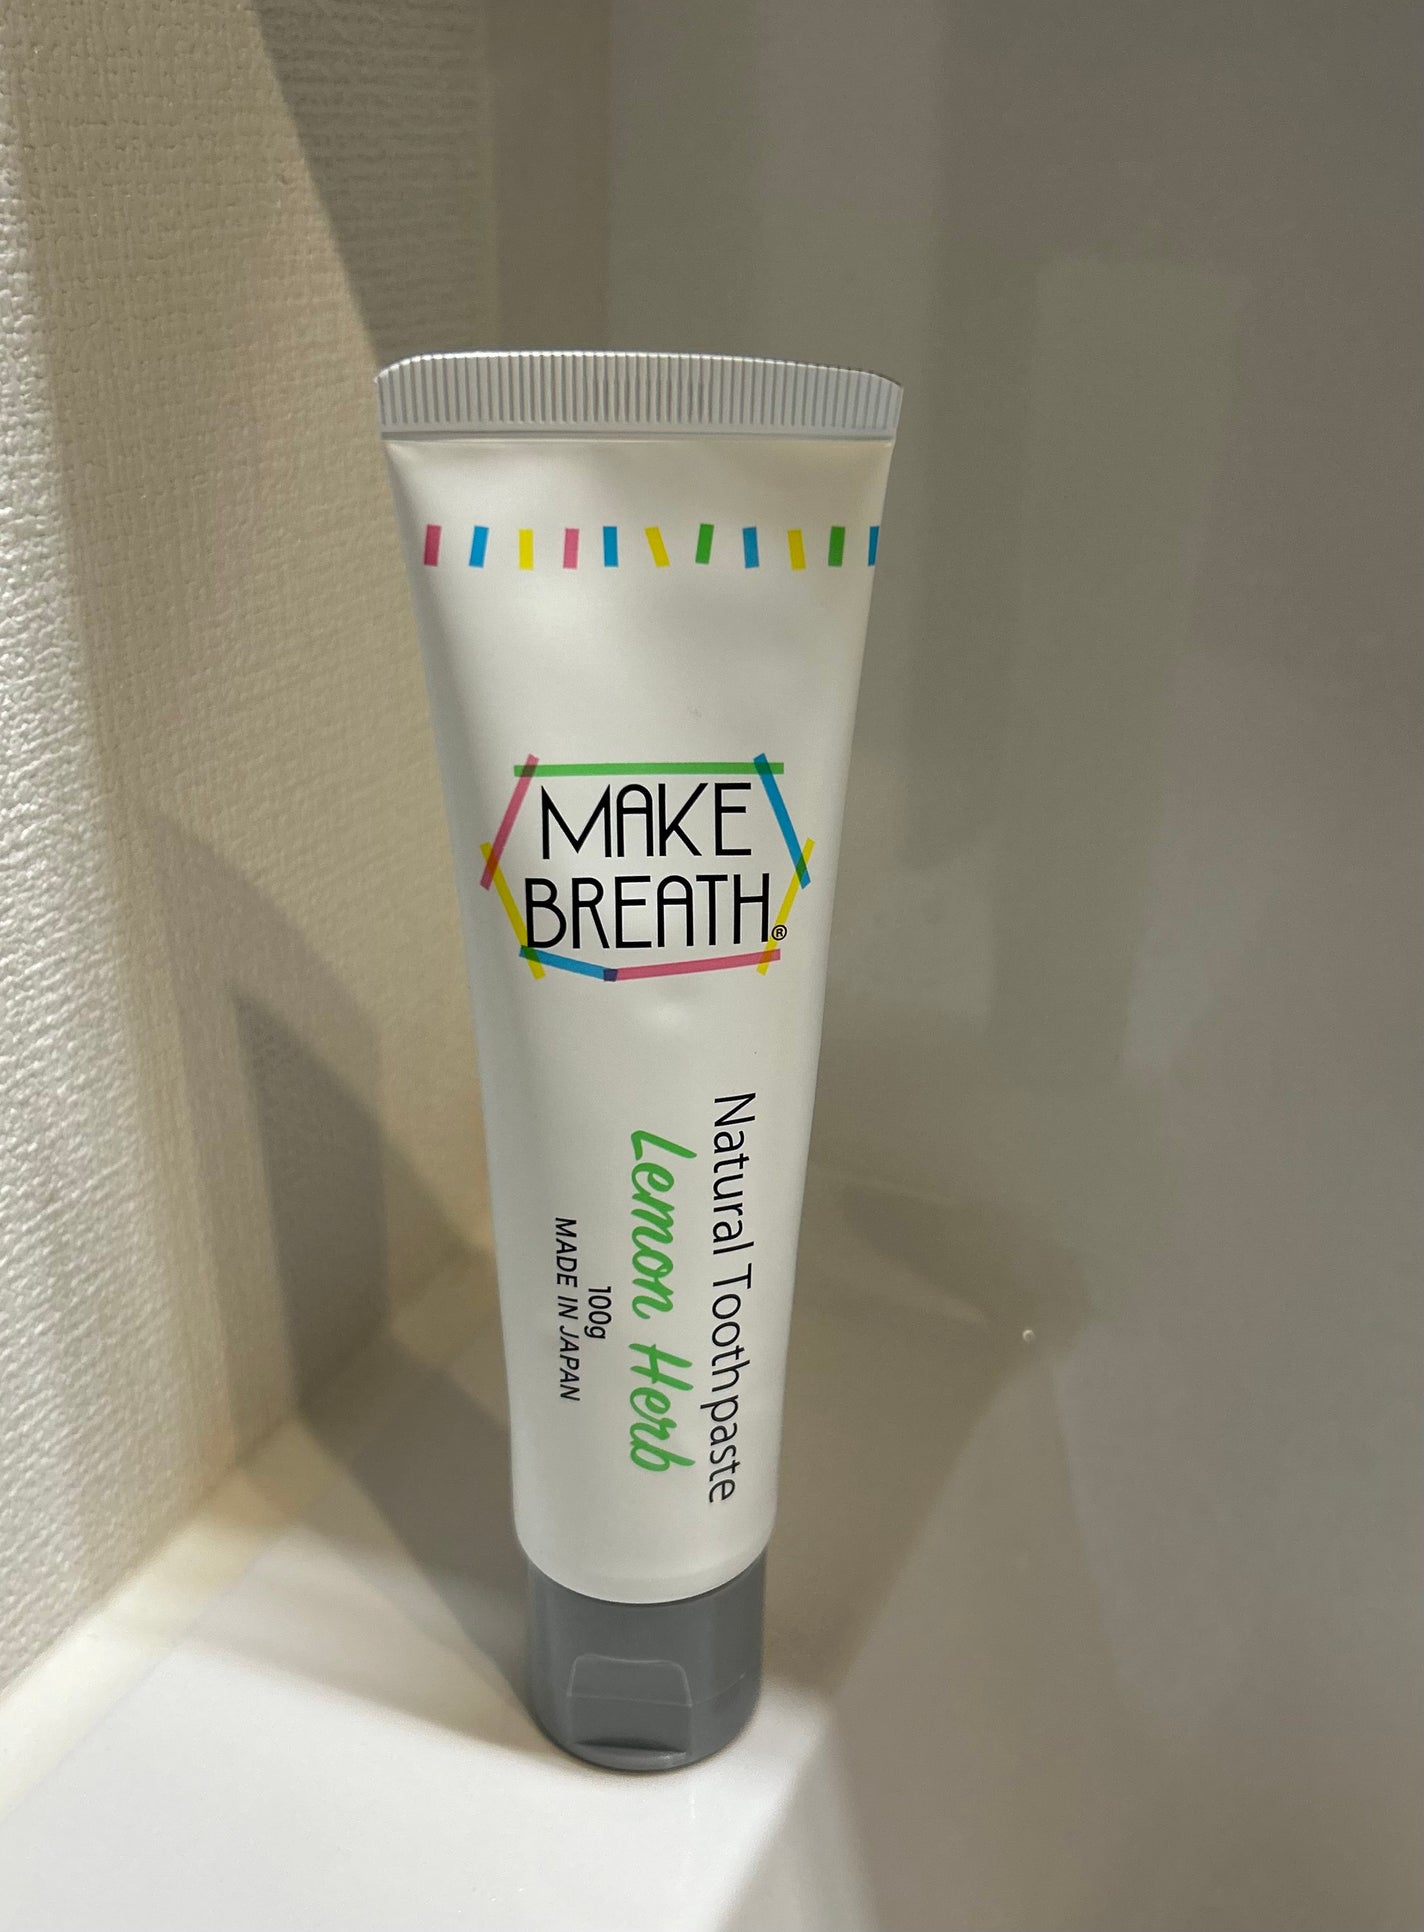 MAKE
BREATH®
Natural Toothpaste
Lemon Herb
100g
MADE IN JAPAN